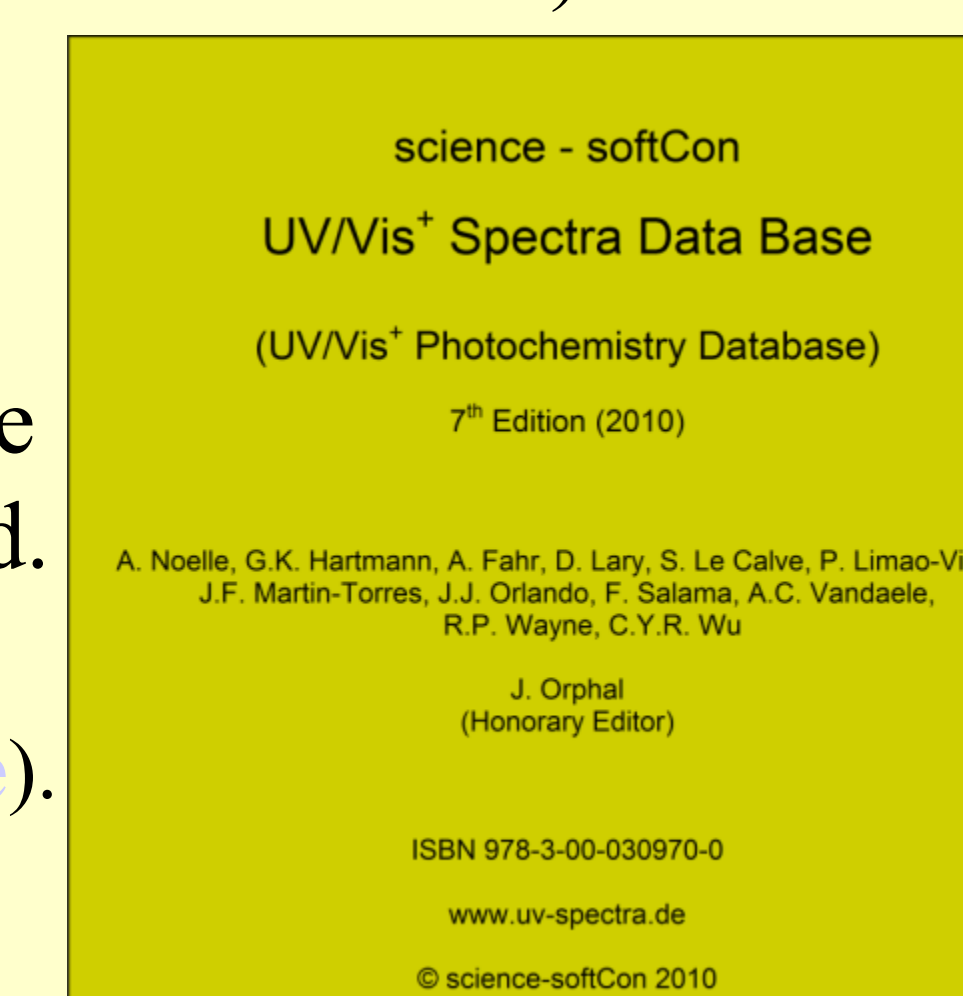 science - softCon
UV/Vis⁺ Spectra Data Base
(UV/Vis⁺ Photochemistry Database)
7th Edition (2010)
A. Noelle, G.K. Hartmann, A. Fahr, D. Lary, S. Le Calve, P. Limao-Vi
J.F. Martin-Torres, J.J. Orlando, F. Salama, A.C. Vandaele,
R.P. Wayne, C.Y.R. Wu
J. Orphal
(Honorary Editor)
ISBN 978-3-00-030970-0
www.uv-spectra.de
© science-softCon 2010